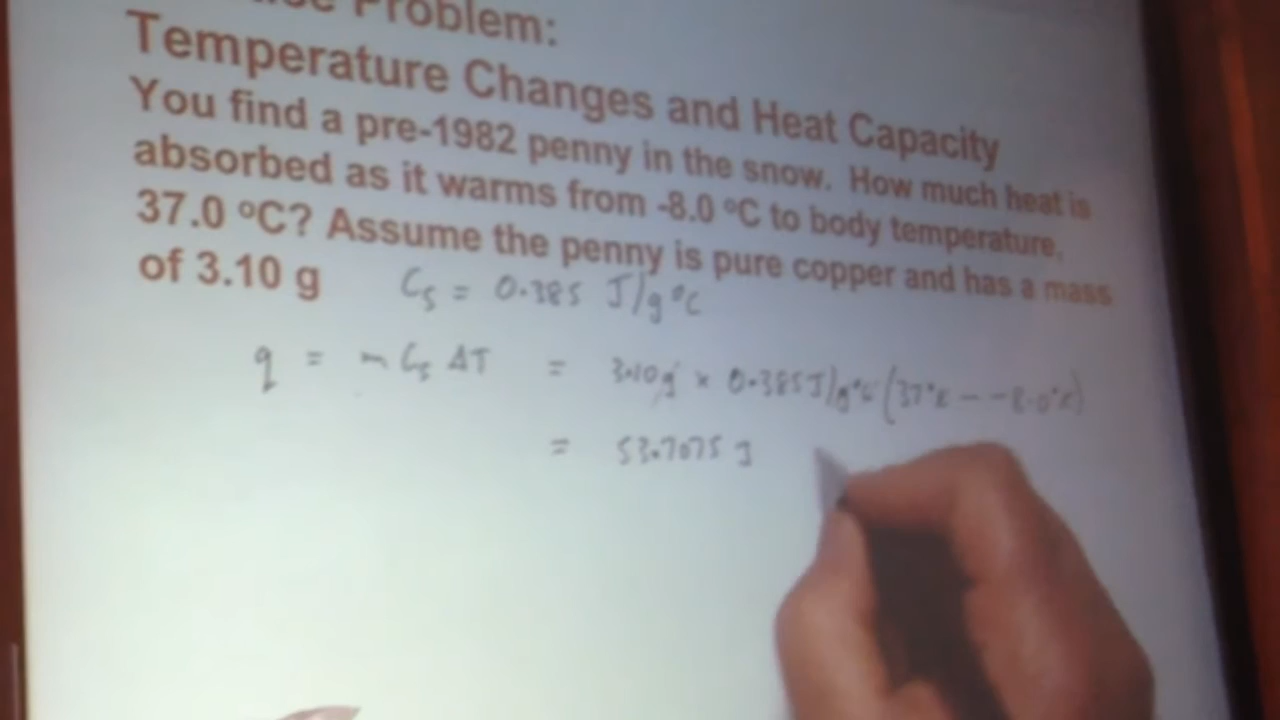 Problem:
Temperature Changes and Heat Capacity
You find a pre-1982 penny in the snow. How much heat is
absorbed as it warms from -8.0 °C to body temperature,
37.0 °C? Assume the penny is pure copper and has a mass
of 3.10 g
Cs = 0.385 J/g°C
q = m Cs ΔT = 3.10g × 0.385J/g°C (37°C - -8.0°C)
= 53.7075 J